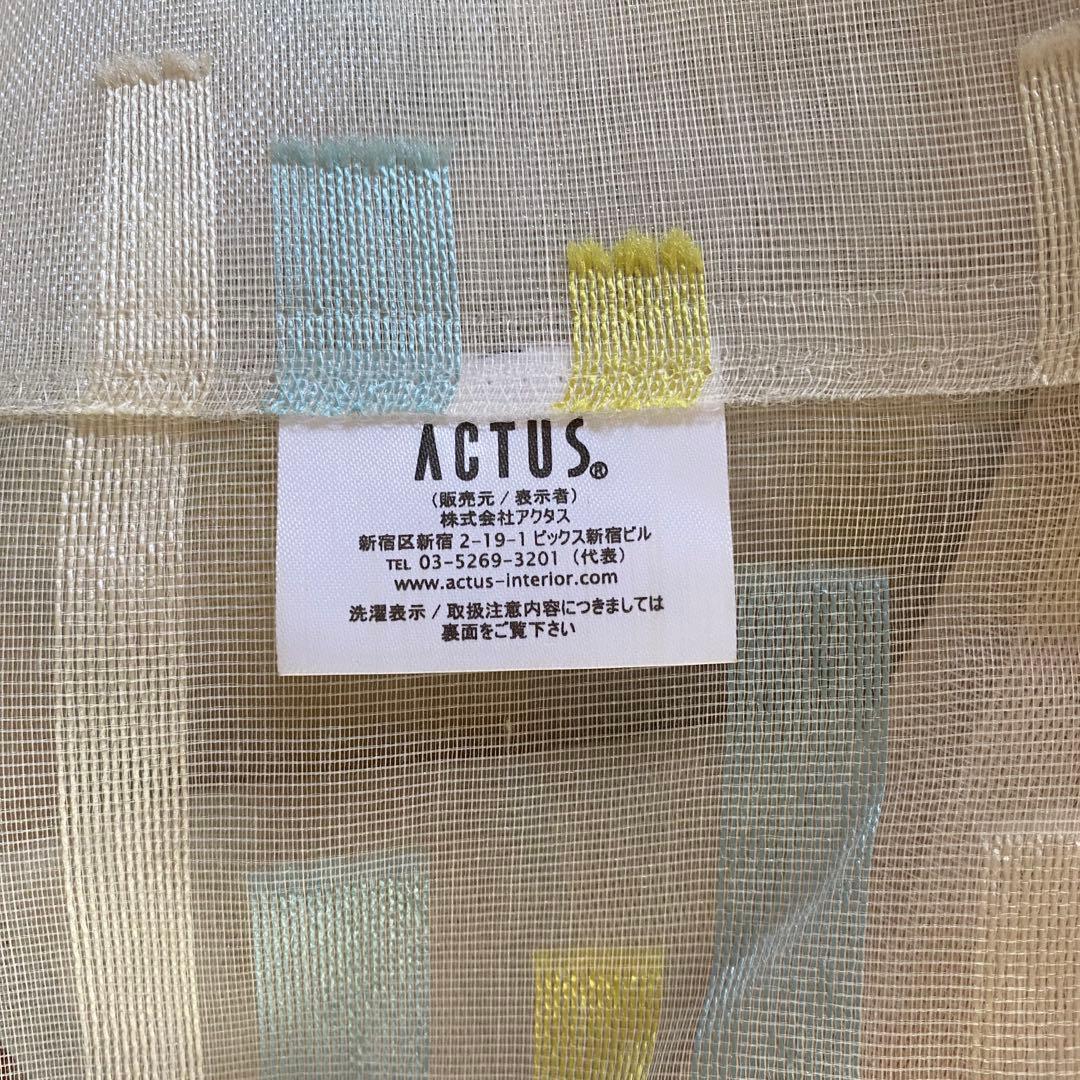 ACTUS®
(販売元 / 表示者)
株式会社アクタス
新宿区新宿 2-19-1 ビックス新宿ビル
TEL 03-5269-3201 (代表)
www.actus-interior.com
洗濯表示 / 取扱注意内容につきましては
裏面をご覧下さい